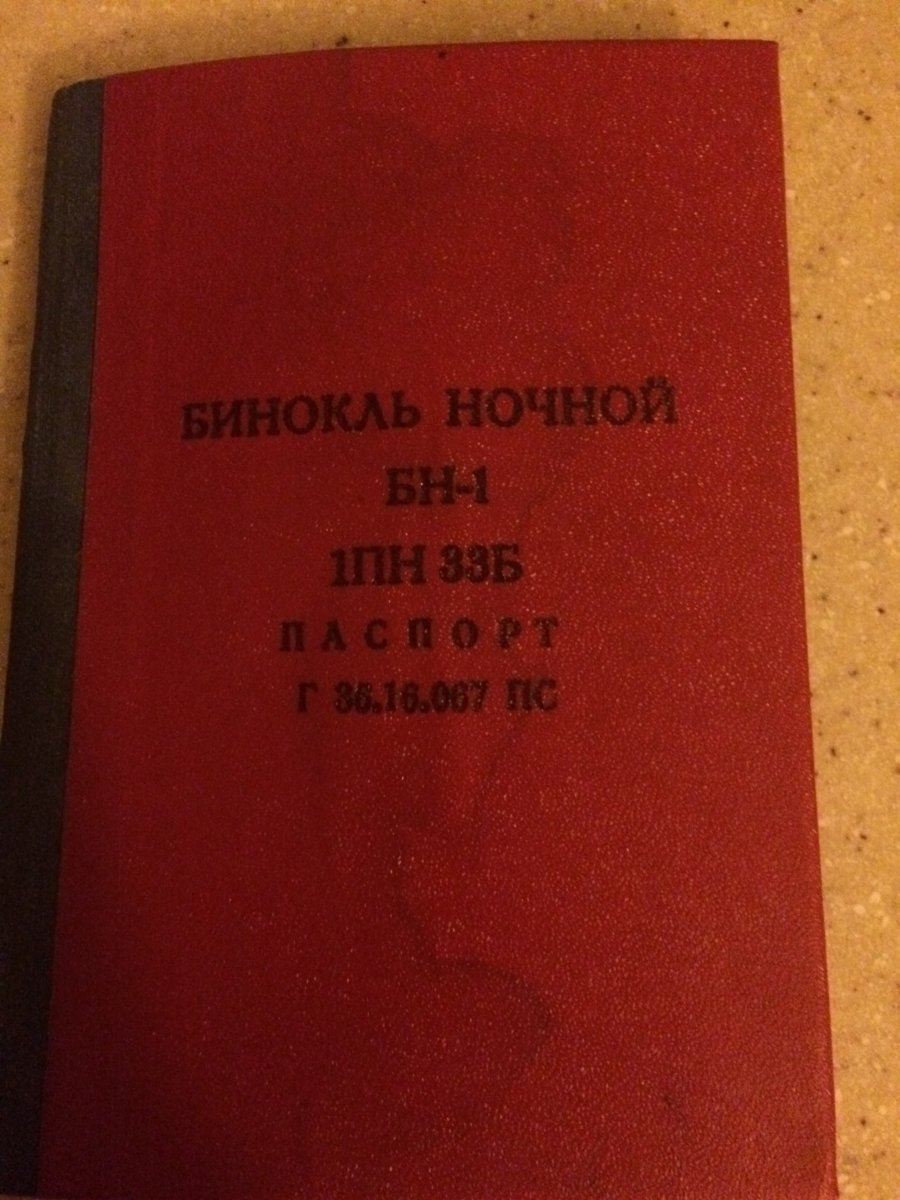 БИНОКЛЬ НОЧНОЙ
БН-1
1ПН 33Б
ПАСПОРТ
Г 36.16.067 ПС